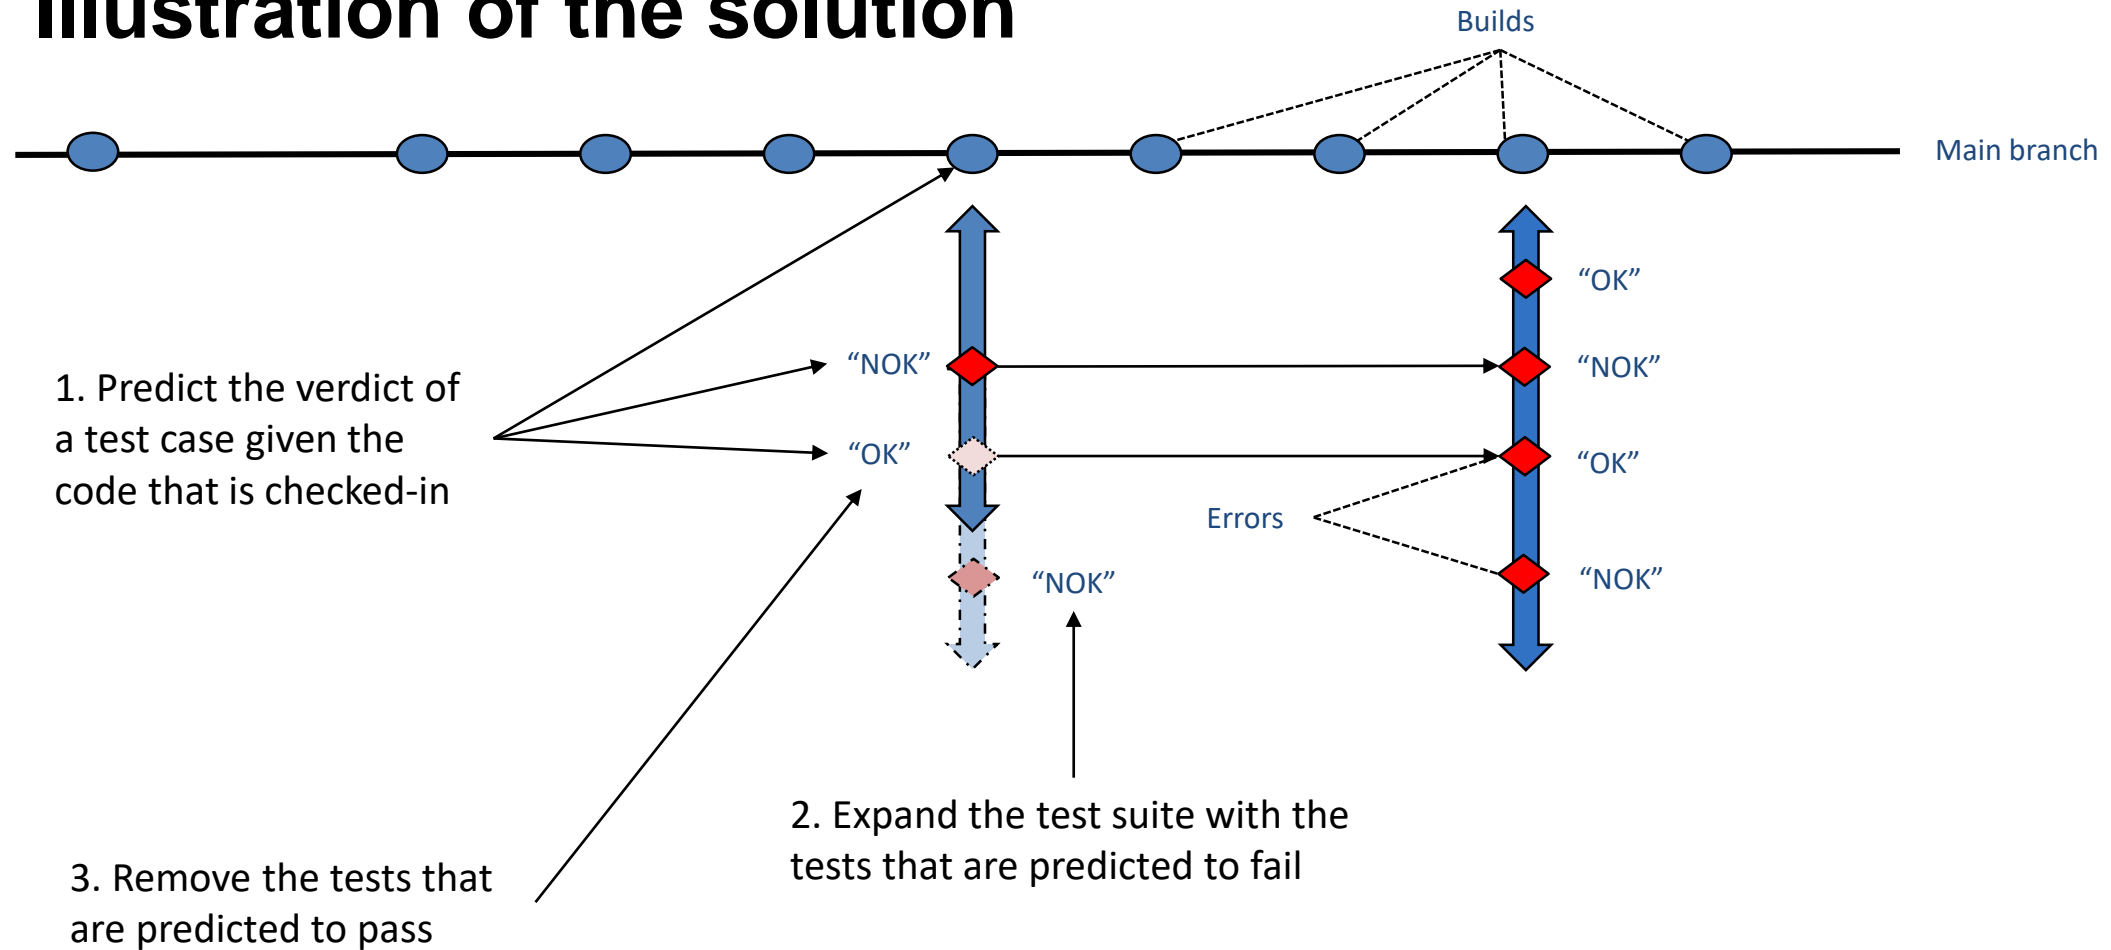 Illustration of the solution
Builds
Main branch
“OK”
“NOK”
“NOK”
1. Predict the verdict of
a test case given the
code that is checked-in
“OK”
“OK”
Errors
“NOK”
“NOK”
2. Expand the test suite with the
tests that are predicted to fail
3. Remove the tests that
are predicted to pass